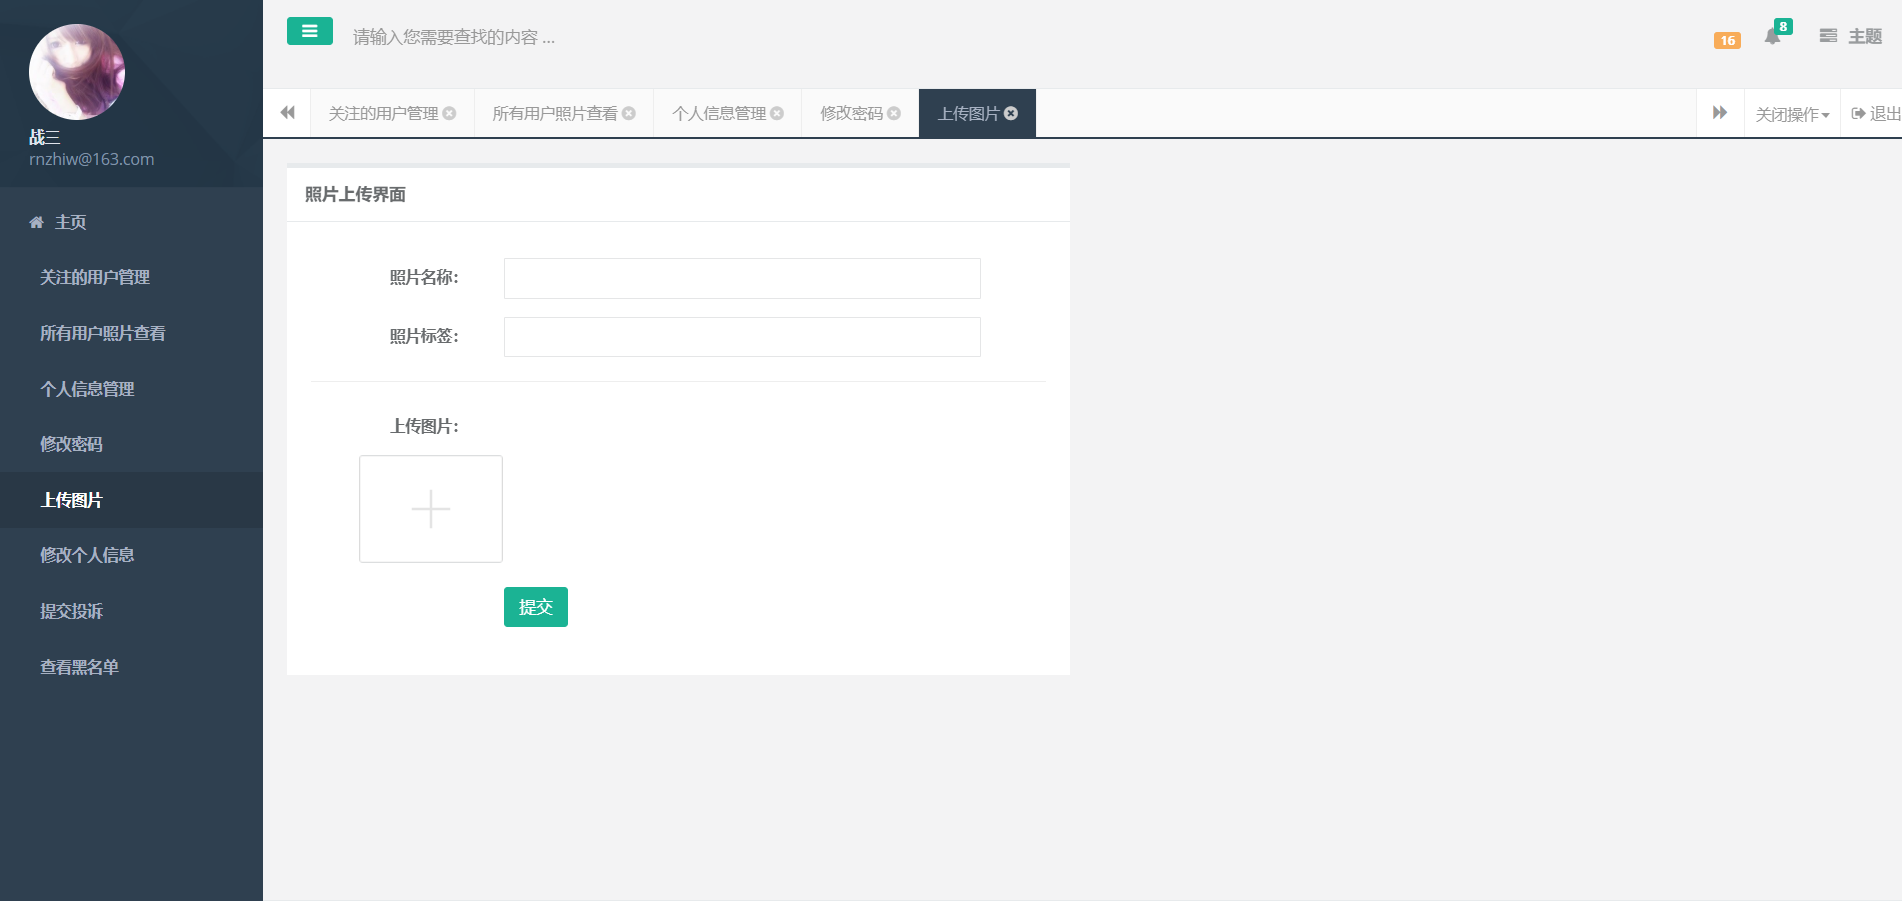 战三
rnzhiw@163.com
主页
关注的用户管理
所有用户照片查看
个人信息管理
修改密码
上传图片
修改个人信息
提交投诉
查看黑名单
请输入您需要查找的内容 ...
16
8
主题
关注的用户管理
所有用户照片查看
个人信息管理
修改密码
上传图片
关闭操作
退出
照片上传界面
照片名称：
照片标签：
上传图片：
提交